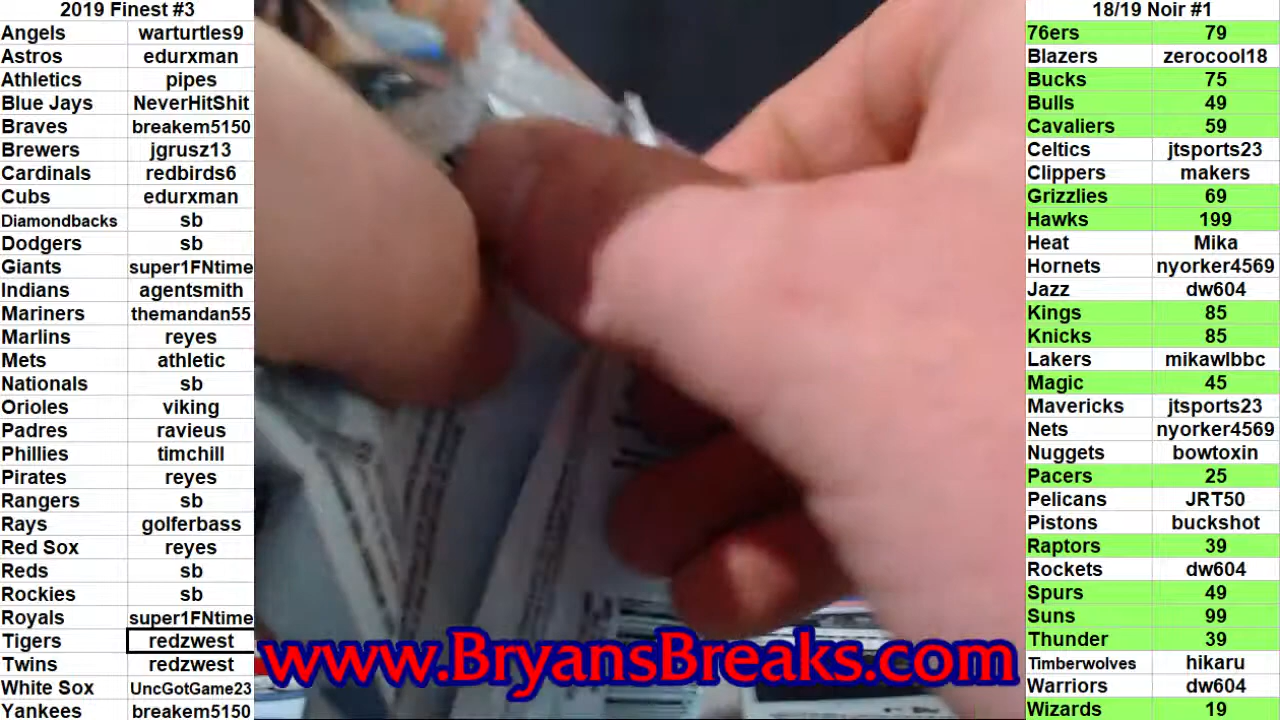 2019 Finest #3
Angels warturtles9
Astros edurxman
Athletics pipes
Blue Jays NeverHitShit
Braves breakem5150
Brewers jgrusz13
Cardinals redbirds6
Cubs edurxman
Diamondbacks sb
Dodgers sb
Giants super1FNtime
Indians agentsmith
Mariners themandan55
Marlins reyes
Mets athletic
Nationals sb
Orioles viking
Padres ravieus
Phillies timchill
Pirates reyes
Rangers sb
Rays golferbass
Red Sox reyes
Reds sb
Rockies sb
Royals super1FNtime
Tigers redzwest
Twins redzwest
White Sox UncGotGame23
Yankees breakem5150
www.BryansBreaks.com
18/19 Noir #1
76ers 79
Blazers zerocool18
Bucks 75
Bulls 49
Cavaliers 59
Celtics jtsports23
Clippers makers
Grizzlies 69
Hawks 199
Heat Mika
Hornets nyorker4569
Jazz dw604
Kings 85
Knicks 85
Lakers mikawlbbc
Magic 45
Mavericks jtsports23
Nets nyorker4569
Nuggets bowtoxin
Pacers 25
Pelicans JRT50
Pistons buckshot
Raptors 39
Rockets dw604
Spurs 49
Suns 99
Thunder 39
Timberwolves hikaru
Warriors dw604
Wizards 19